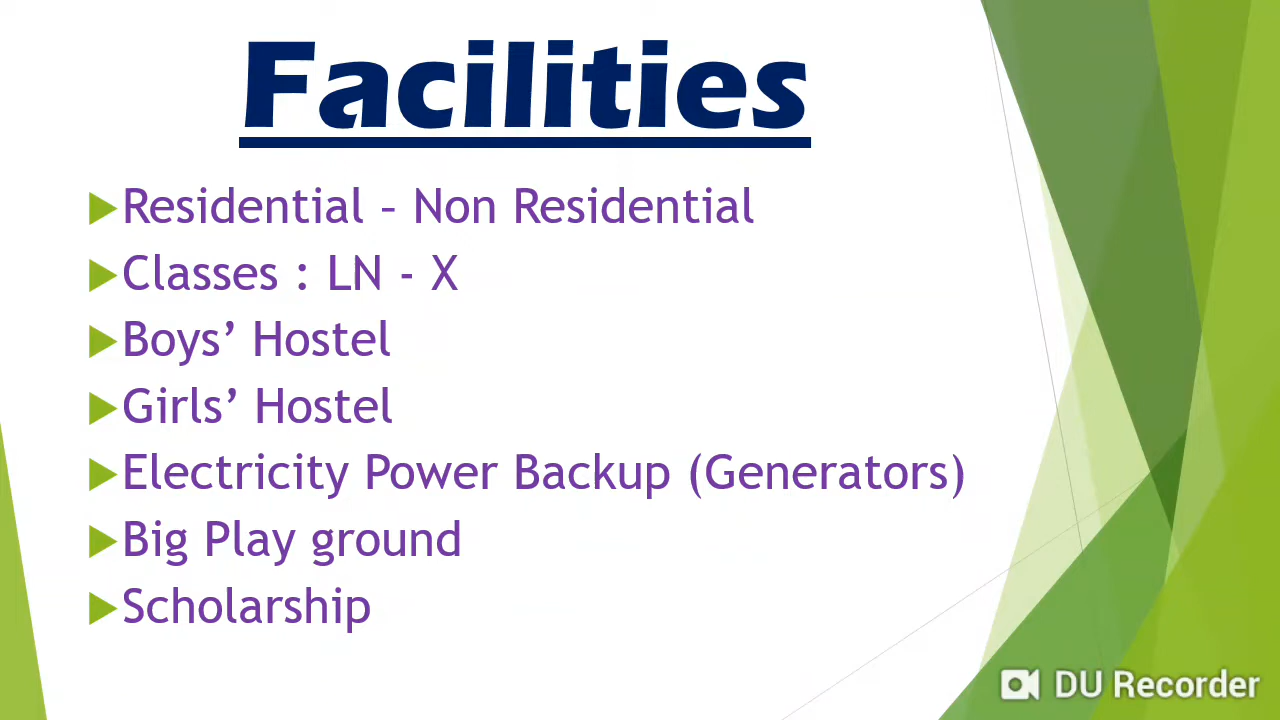 Facilities
Residential – Non Residential
Classes : LN - X
Boys’ Hostel
Girls’ Hostel
Electricity Power Backup (Generators)
Big Play ground
Scholarship
DU Recorder